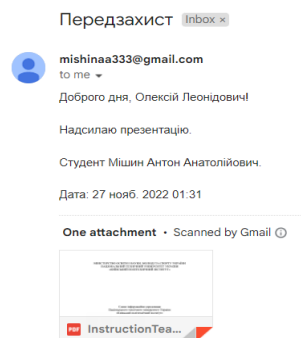 Передзахист Inbox ×
mishinaa333@gmail.com
to me
Доброго дня, Олексій Леонідович!
Надсилаю презентацію.
Студент Мішин Антон Анатолійович.
Дата: 27 нояб. 2022 01:31
One attachment • Scanned by Gmail
PDF InstructionTea...